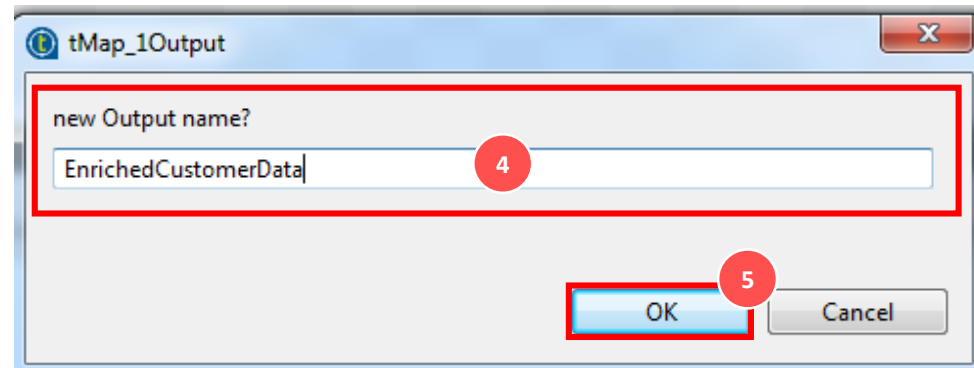 tMap_1Output
x
new Output name?
EnrichedCustomerData
4
5
OK
Cancel